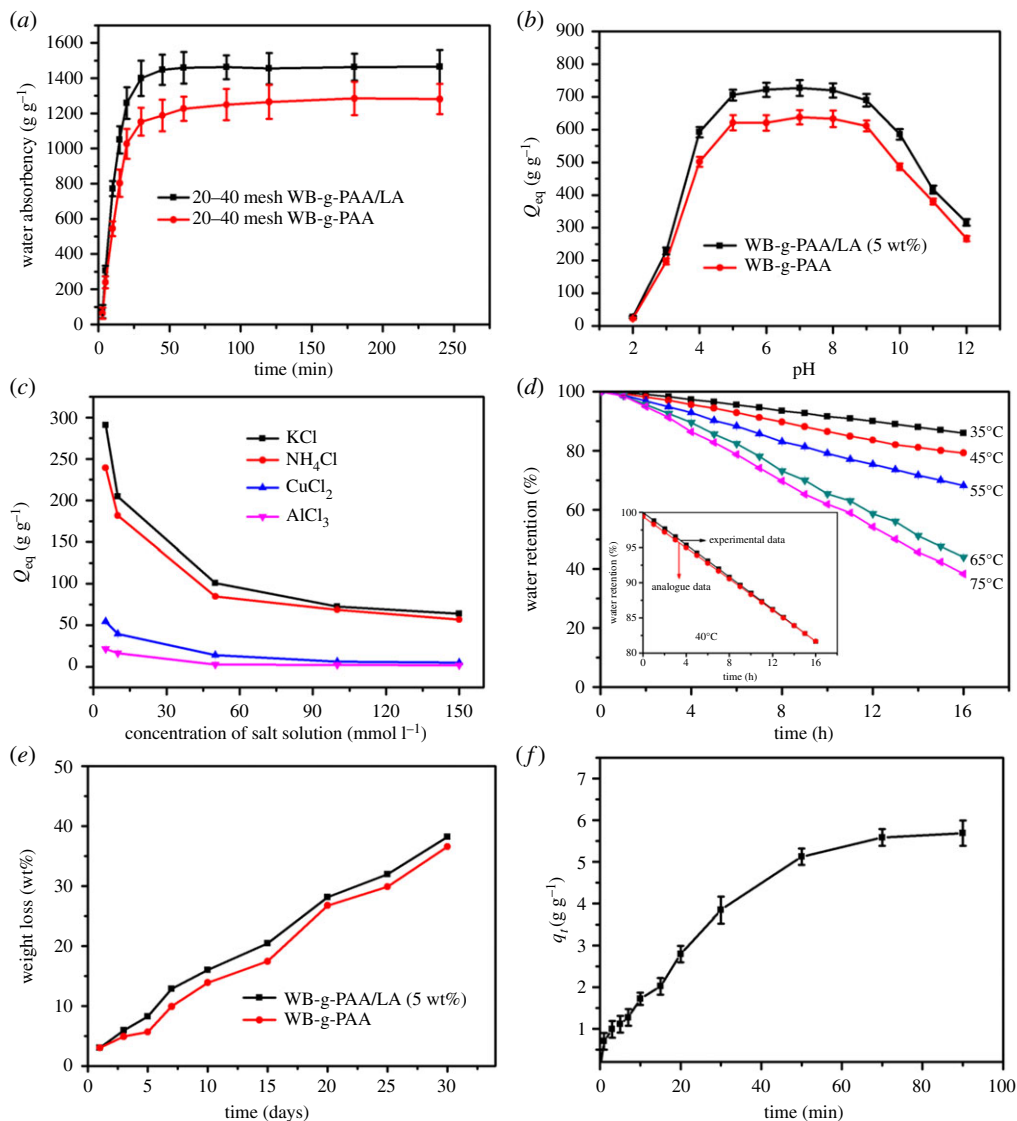 (a)
1600
1400
1200
1000
800
600
400
200
0
water absorbency (g g⁻¹)
20–40 mesh WB-g-PAA/LA
20–40 mesh WB-g-PAA
0 50 100 150 200 250
time (min)
(b)
900
800
700
600
500
400
300
200
100
0
Qeq (g g⁻¹)
WB-g-PAA/LA (5 wt%)
WB-g-PAA
2 3 4 5 6 7 8 9 10 11 12
pH
(c)
300
250
200
150
100
50
0
Qeq (g g⁻¹)
KCl
NH₄Cl
CuCl₂
AlCl₃
0 30 60 90 120 150
concentration of salt solution (mmol l⁻¹)
(d)
100
80
60
40
20
0
water retention (%)
35°C
45°C
55°C
65°C
75°C
100
95
90
85
80
water retention (%)
experimental data
analogue data
40°C
0 4 8 12 16
time (h)
0 4 8 12 16
time (h)
(e)
50
40
30
20
10
0
weight loss (wt%)
WB-g-PAA/LA (5 wt%)
WB-g-PAA
0 5 10 15 20 25 30
time (days)
(f)
7
6
5
4
3
2
1
qt (g g⁻¹)
0 20 40 60 80 100
time (min)